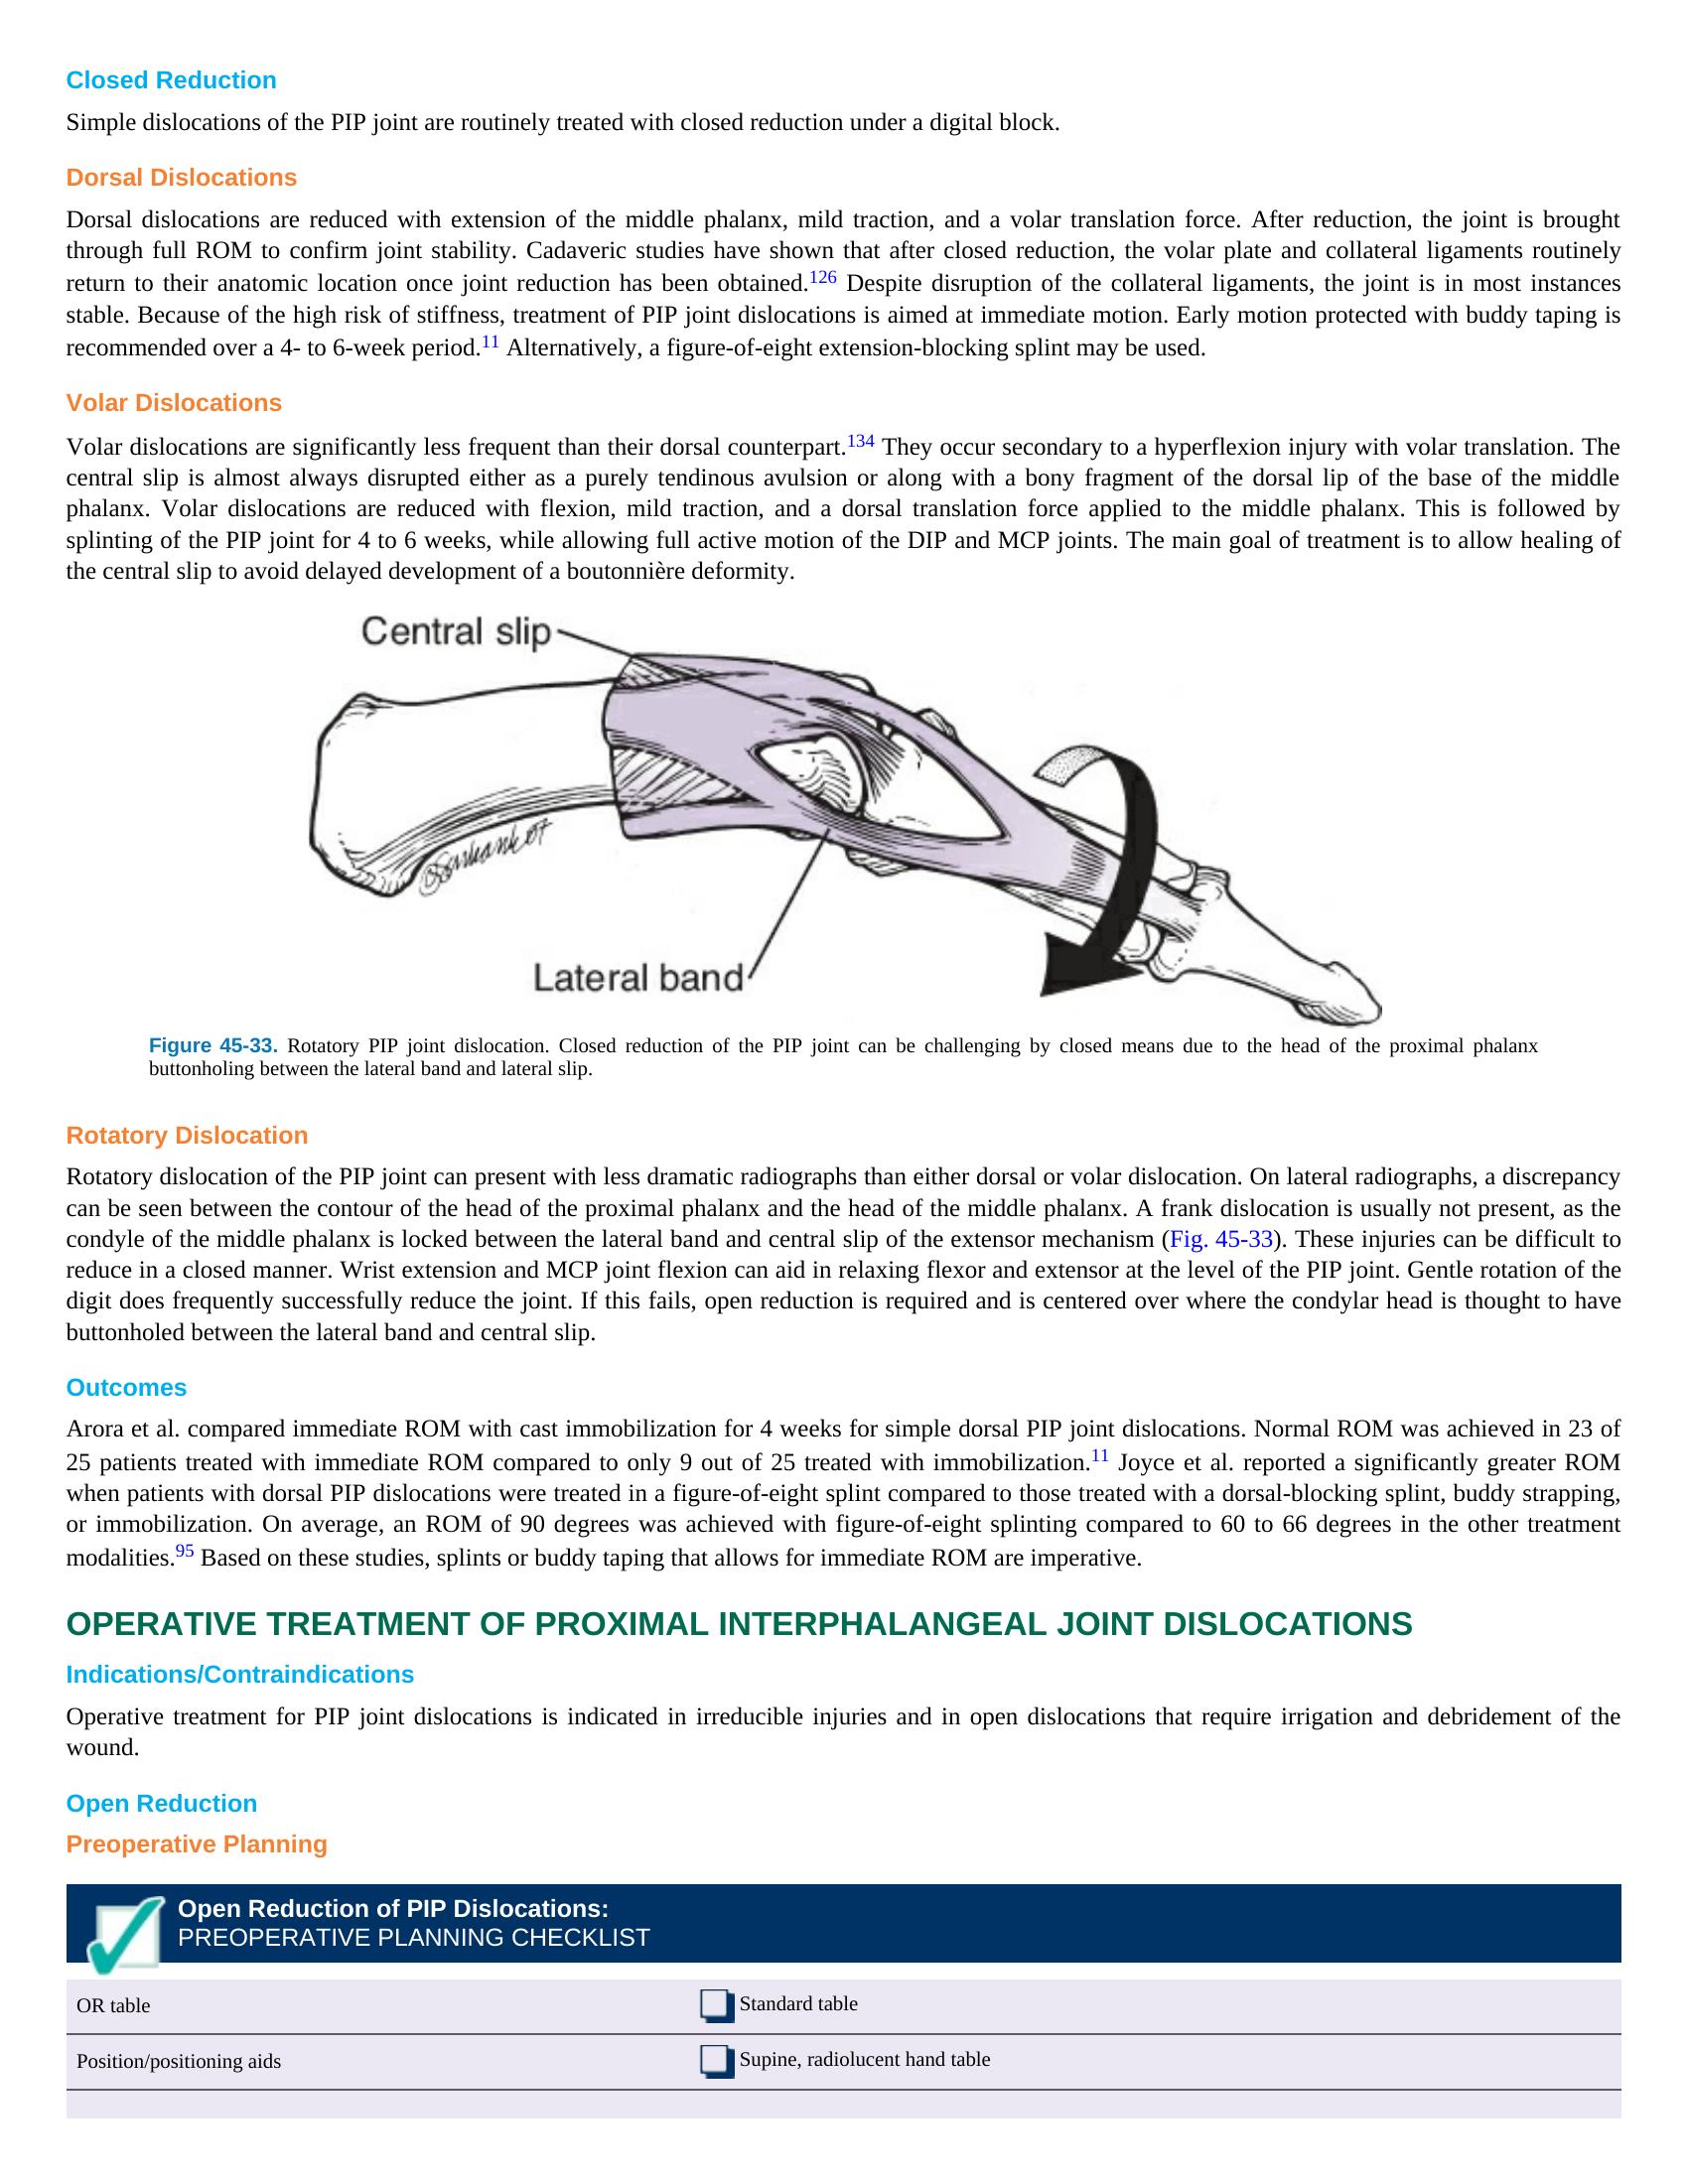 Closed Reduction
Simple dislocations of the PIP joint are routinely treated with closed reduction under a digital block.
Dorsal Dislocations
Dorsal dislocations are reduced with extension of the middle phalanx, mild traction, and a volar translation force. After reduction, the joint is brought
through full ROM to confirm joint stability. Cadaveric studies have shown that after closed reduction, the volar plate and collateral ligaments routinely
return to their anatomic location once joint reduction has been obtained.126 Despite disruption of the collateral ligaments, the joint is in most instances
stable. Because of the high risk of stiffness, treatment of PIP joint dislocations is aimed at immediate motion. Early motion protected with buddy taping is
recommended over a 4- to 6-week period.11 Alternatively, a figure-of-eight extension-blocking splint may be used.
Volar Dislocations
Volar dislocations are significantly less frequent than their dorsal counterpart.134 They occur secondary to a hyperflexion injury with volar translation. The
central slip is almost always disrupted either as a purely tendinous avulsion or along with a bony fragment of the dorsal lip of the base of the middle
phalanx. Volar dislocations are reduced with flexion, mild traction, and a dorsal translation force applied to the middle phalanx. This is followed by
splinting of the PIP joint for 4 to 6 weeks, while allowing full active motion of the DIP and MCP joints. The main goal of treatment is to allow healing of
the central slip to avoid delayed development of a boutonnière deformity.
Central slip
Lateral band
Figure 45-33. Rotatory PIP joint dislocation. Closed reduction of the PIP joint can be challenging by closed means due to the head of the proximal phalanx
buttonholing between the lateral band and lateral slip.
Rotatory Dislocation
Rotatory dislocation of the PIP joint can present with less dramatic radiographs than either dorsal or volar dislocation. On lateral radiographs, a discrepancy
can be seen between the contour of the head of the proximal phalanx and the head of the middle phalanx. A frank dislocation is usually not present, as the
condyle of the middle phalanx is locked between the lateral band and central slip of the extensor mechanism (Fig. 45-33). These injuries can be difficult to
reduce in a closed manner. Wrist extension and MCP joint flexion can aid in relaxing flexor and extensor at the level of the PIP joint. Gentle rotation of the
digit does frequently successfully reduce the joint. If this fails, open reduction is required and is centered over where the condylar head is thought to have
buttonholed between the lateral band and central slip.
Outcomes
Arora et al. compared immediate ROM with cast immobilization for 4 weeks for simple dorsal PIP joint dislocations. Normal ROM was achieved in 23 of
25 patients treated with immediate ROM compared to only 9 out of 25 treated with immobilization.11 Joyce et al. reported a significantly greater ROM
when patients with dorsal PIP dislocations were treated in a figure-of-eight splint compared to those treated with a dorsal-blocking splint, buddy strapping,
or immobilization. On average, an ROM of 90 degrees was achieved with figure-of-eight splinting compared to 60 to 66 degrees in the other treatment
modalities.95 Based on these studies, splints or buddy taping that allows for immediate ROM are imperative.
OPERATIVE TREATMENT OF PROXIMAL INTERPHALANGEAL JOINT DISLOCATIONS
Indications/Contraindications
Operative treatment for PIP joint dislocations is indicated in irreducible injuries and in open dislocations that require irrigation and debridement of the
wound.
Open Reduction
Preoperative Planning
Open Reduction of PIP Dislocations:
PREOPERATIVE PLANNING CHECKLIST
OR table Standard table
Position/positioning aids Supine, radiolucent hand table